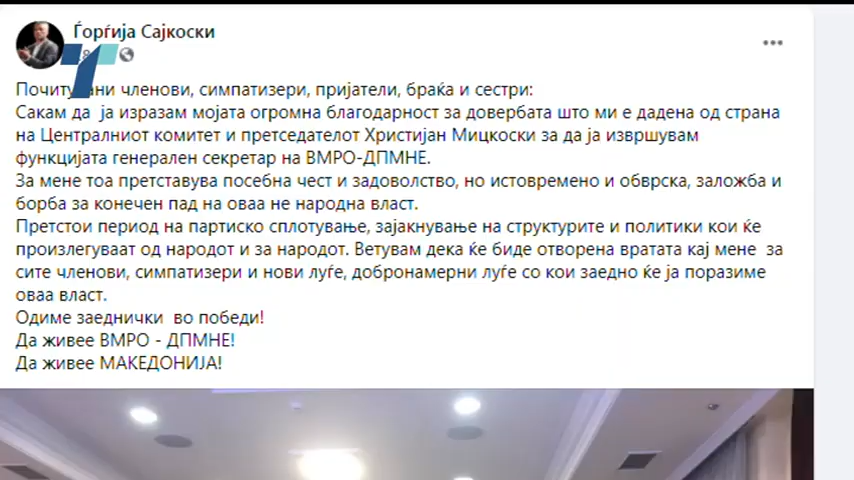 Ѓорѓија Сајкоски
Почитувани членови, симпатизери, пријатели, браќа и сестри:
Сакам да ја изразам мојата огромна благодарност за довербата што ми е дадена од страна
на Централниот комитет и претседателот Христијан Мицкоски за да ја извршувам
функцијата генерален секретар на ВМРО-ДПМНЕ.
За мене тоа претставува посебна чест и задоволство, но истовремено и обврска, заложба и
борба за конечен пад на оваа не народна власт.
Претстои период на партиско сплотување, зајакнување на структурите и политики кои ќе
произлегуваат од народот и за народот. Ветувам дека ќе биде отворена вратата кај мене за
сите членови, симпатизери и нови луѓе, добронамерни луѓе со кои заедно ќе ја поразиме
оваа власт.
Одиме заеднички во победи!
Да живее ВМРО - ДПМНЕ!
Да живее МАКЕДОНИЈА!